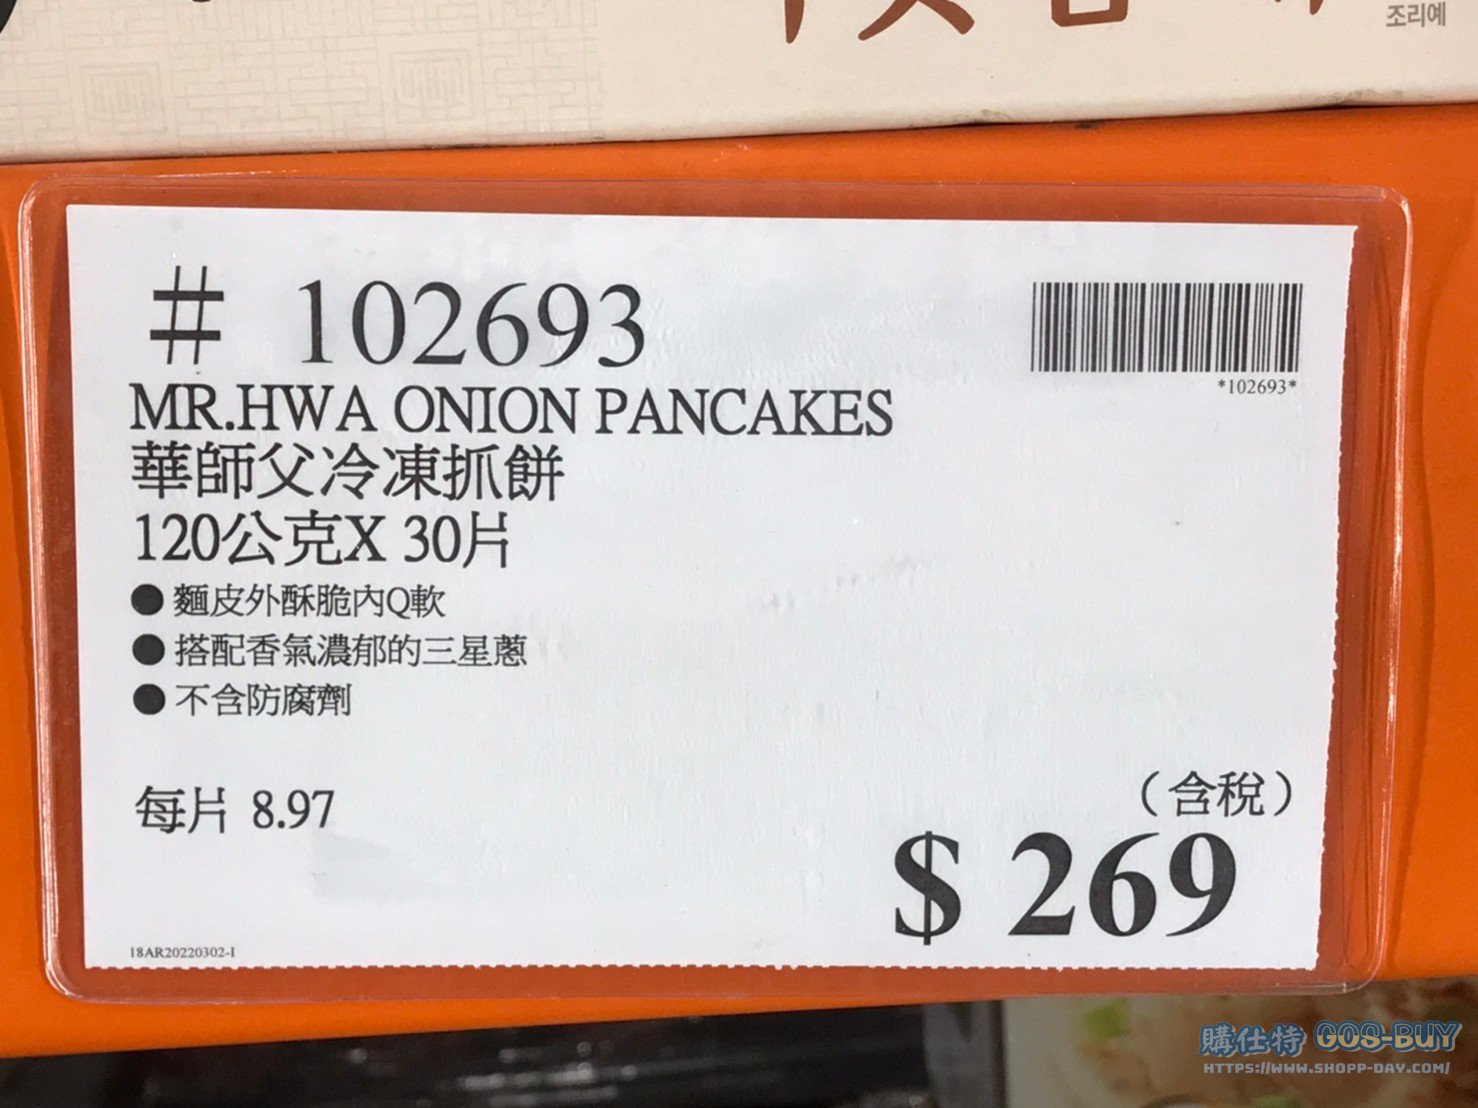 조리예
# 102693
*102693*
MR.HWA ONION PANCAKES
華師父冷凍抓餅
120公克X 30片
● 麵皮外酥脆內Q軟
● 搭配香氣濃郁的三星蔥
● 不含防腐劑
每片 8.97
(含稅)
$ 269
18AR20220302-1
購仕特 GOS-BUY
HTTPS://WWW.SHOPP-DAY.COM/